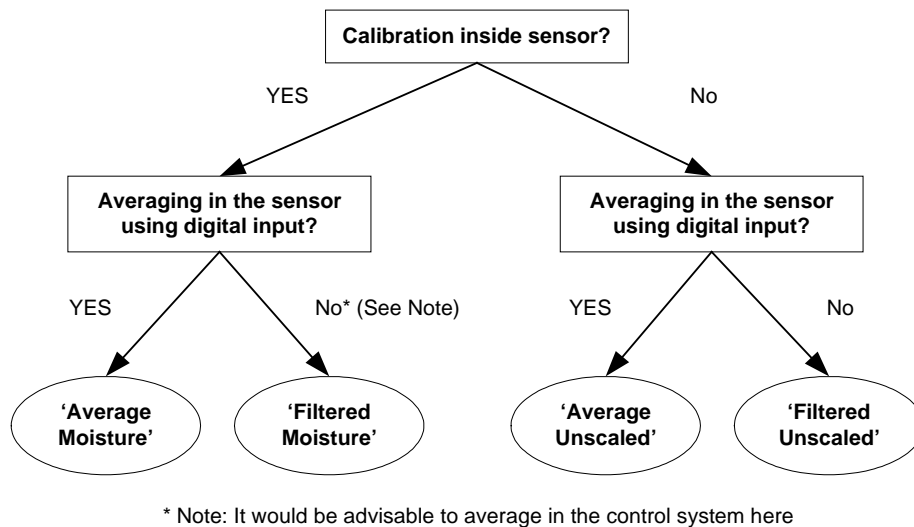 Calibration inside sensor?
YES
No
Averaging in the sensor
using digital input?
Averaging in the sensor
using digital input?
YES
No* (See Note)
YES
No
‘Average
Moisture’
‘Filtered
Moisture’
‘Average
Unscaled’
‘Filtered
Unscaled’
* Note: It would be advisable to average in the control system here